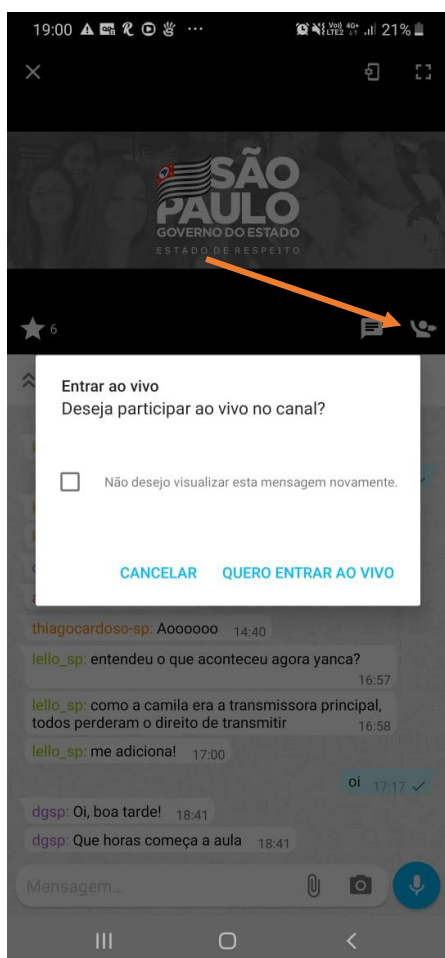 19:00
Voi) 4G+
LTE2 21%
SÃO
PAULO
GOVERNO DO ESTADO
ESTADO DE RESPEITO
6
Entrar ao vivo
Deseja participar ao vivo no canal?
Não desejo visualizar esta mensagem novamente.
CANCELAR QUERO ENTRAR AO VIVO
thiagocardoso-sp: Aoooooo 14:40
lello_sp: entendeu o que aconteceu agora yanca?
16:57
lello_sp: como a camila era a transmissora principal,
todos perderam o direito de transmitir 16:58
lello_sp: me adiciona! 17:00
oi 17:17
dgsp: Oi, boa tarde! 18:41
dgsp: Que horas começa a aula 18:41
Mensagem...